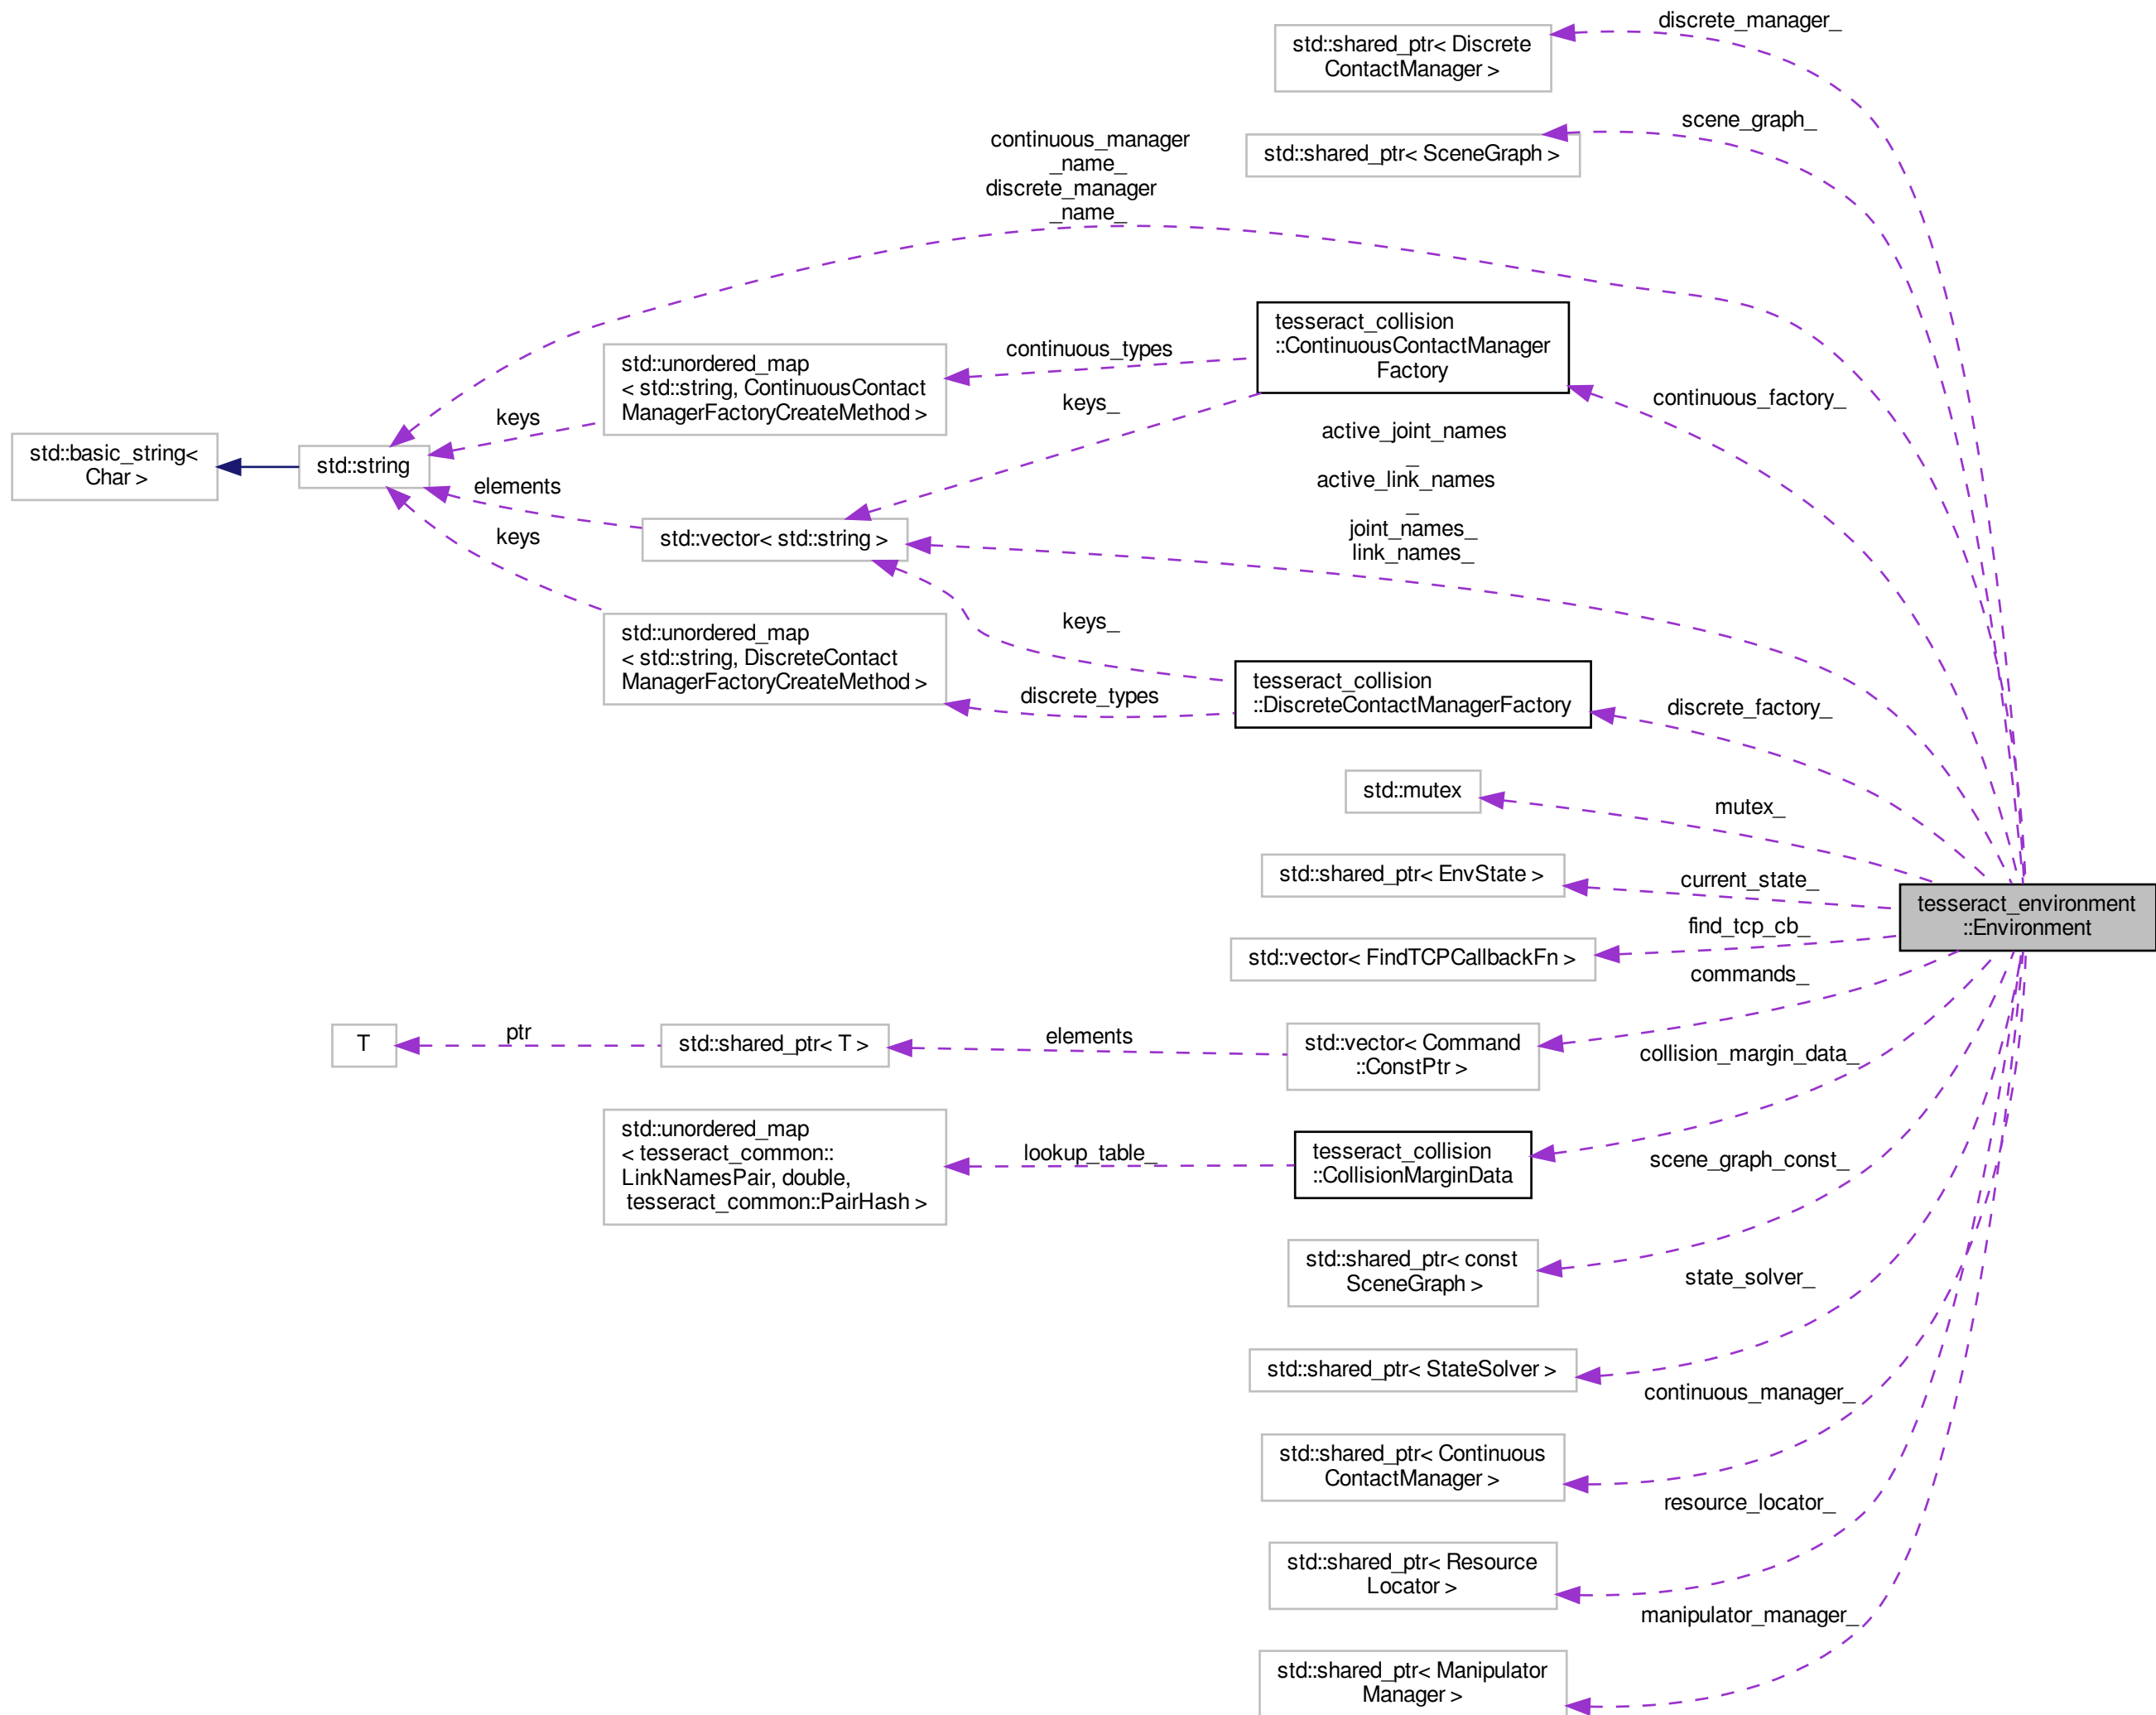 discrete_manager_
std::shared_ptr< Discrete
ContactManager >
scene_graph_
std::shared_ptr< SceneGraph >
continuous_manager
_name_
discrete_manager
_name_
tesseract_collision
::ContinuousContactManager
Factory
continuous_types
std::unordered_map
< std::string, ContinuousContact
ManagerFactoryCreateMethod >
keys
keys_
continuous_factory_
std::basic_string<
Char >
std::string
elements
active_joint_names
_
active_link_names
_
joint_names_
link_names_
std::vector< std::string >
keys
std::unordered_map
< std::string, DiscreteContact
ManagerFactoryCreateMethod >
keys_
discrete_types
tesseract_collision
::DiscreteContactManagerFactory
discrete_factory_
std::mutex
mutex_
std::shared_ptr< EnvState >
current_state_
tesseract_environment
::Environment
std::vector< FindTCPCallbackFn >
find_tcp_cb_
commands_
T
ptr
std::shared_ptr< T >
elements
std::vector< Command
::ConstPtr >
collision_margin_data_
std::unordered_map
< tesseract_common::
LinkNamesPair, double,
tesseract_common::PairHash >
lookup_table_
tesseract_collision
::CollisionMarginData
scene_graph_const_
std::shared_ptr< const
SceneGraph >
state_solver_
std::shared_ptr< StateSolver >
continuous_manager_
std::shared_ptr< Continuous
ContactManager >
resource_locator_
std::shared_ptr< Resource
Locator >
manipulator_manager_
std::shared_ptr< Manipulator
Manager >